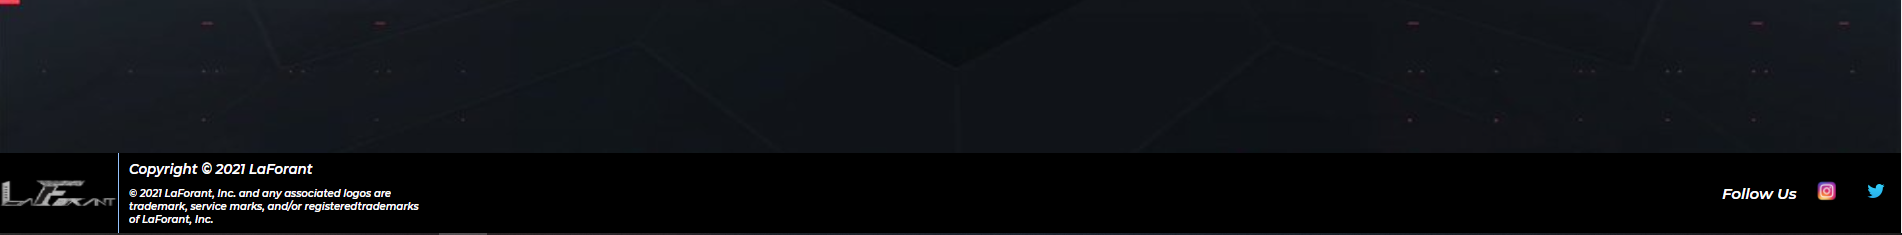 LaForant
Copyright © 2021 LaForant
© 2021 LaForant, Inc. and any associated logos are
trademark, service marks, and/or registeredtrademarks
of LaForant, Inc.
Follow Us